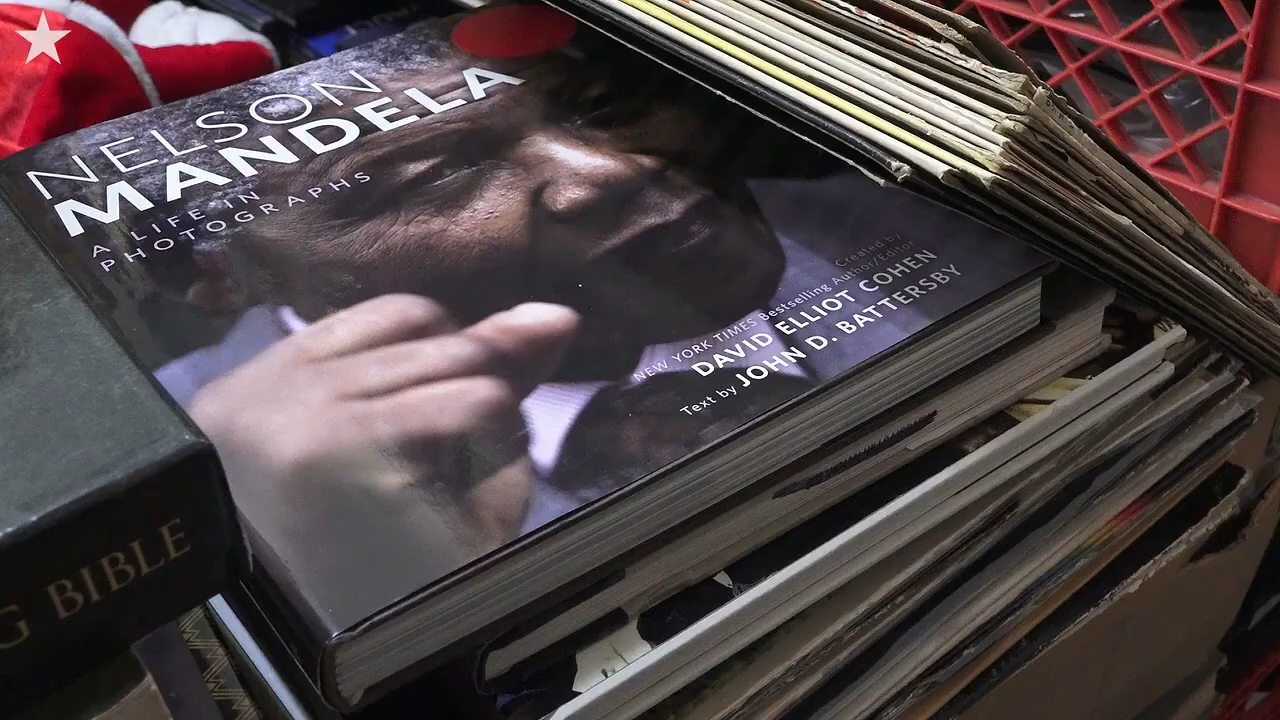 NELSON
MANDELA
A LIFE IN
PHOTOGRAPHS
Created by
NEW YORK TIMES Bestselling Author/Editor
DAVID ELLIOT COHEN
Text by JOHN D. BATTERSBY
G BIBLE